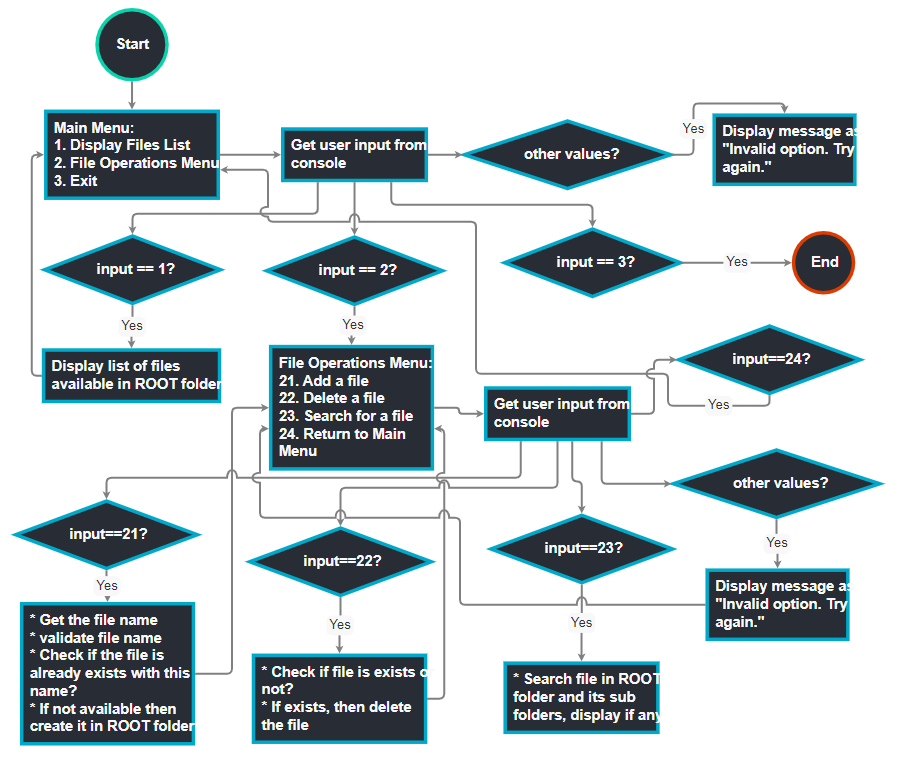 Start
Main Menu:
1. Display Files List
2. File Operations Menu
3. Exit
Get user input from
console
other values?
Yes
Display message as
"Invalid option. Try
again."
input == 1?
input == 2?
input == 3?
Yes
End
Yes
Yes
Display list of files
available in ROOT folder
File Operations Menu:
21. Add a file
22. Delete a file
23. Search for a file
24. Return to Main
Menu
Get user input from
console
input==24?
Yes
other values?
input==21?
input==22?
input==23?
Yes
Yes
Display message as
"Invalid option. Try
again."
Yes
* Get the file name
* validate file name
* Check if the file is
already exists with this
name?
* If not available then
create it in ROOT folder
Yes
* Check if file is exists o
not?
* If exists, then delete
the file
* Search file in ROOT
folder and its sub
folders, display if any